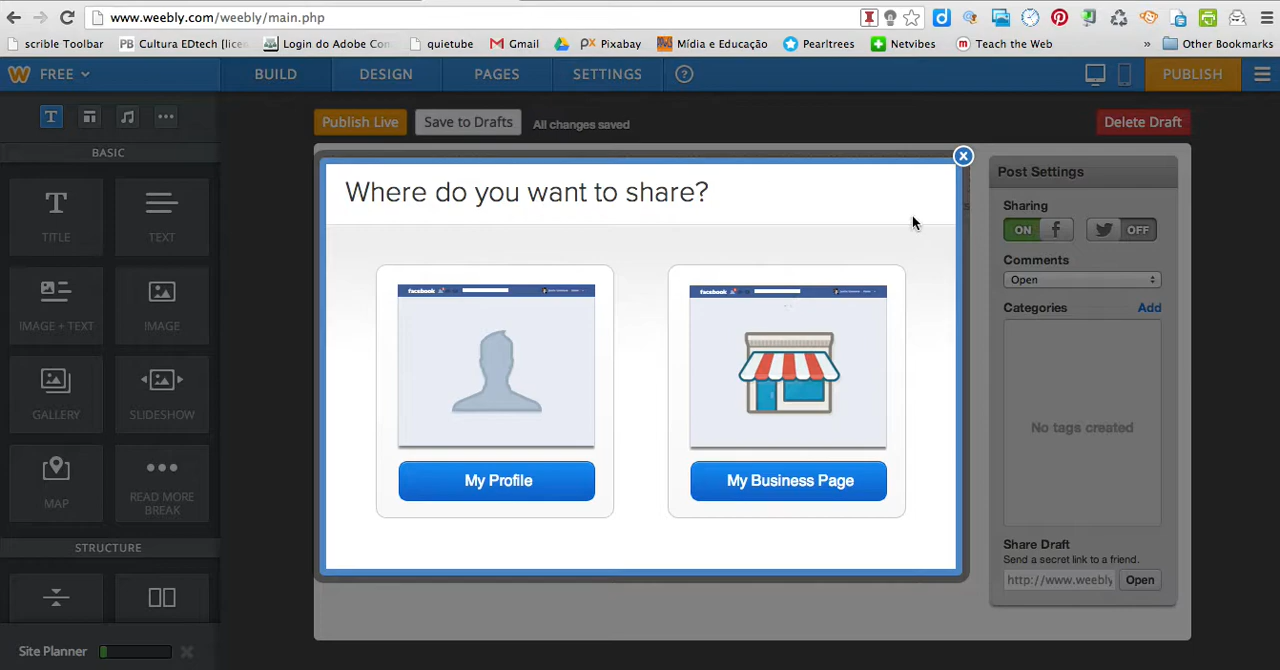 www.weebly.com/weebly/main.php
scrible Toolbar
Cultura EDtech [licen
Login do Adobe Con
quietube
Gmail
Pixabay
Mídia e Educação
Pearltrees
Netvibes
Teach the Web
»
Other Bookmarks
FREE
BUILD
DESIGN
PAGES
SETTINGS
?
PUBLISH
Publish Live
Save to Drafts
All changes saved
Delete Draft
BASIC
TITLE
TEXT
IMAGE + TEXT
IMAGE
GALLERY
SLIDESHOW
MAP
READ MORE
BREAK
STRUCTURE
Site Planner
Where do you want to share?
facebook
My Profile
facebook
My Business Page
Post Settings
Sharing
ON
OFF
Comments
Open
Categories
Add
No tags created
Share Draft
Send a secret link to a friend.
http://www.weebly
Open